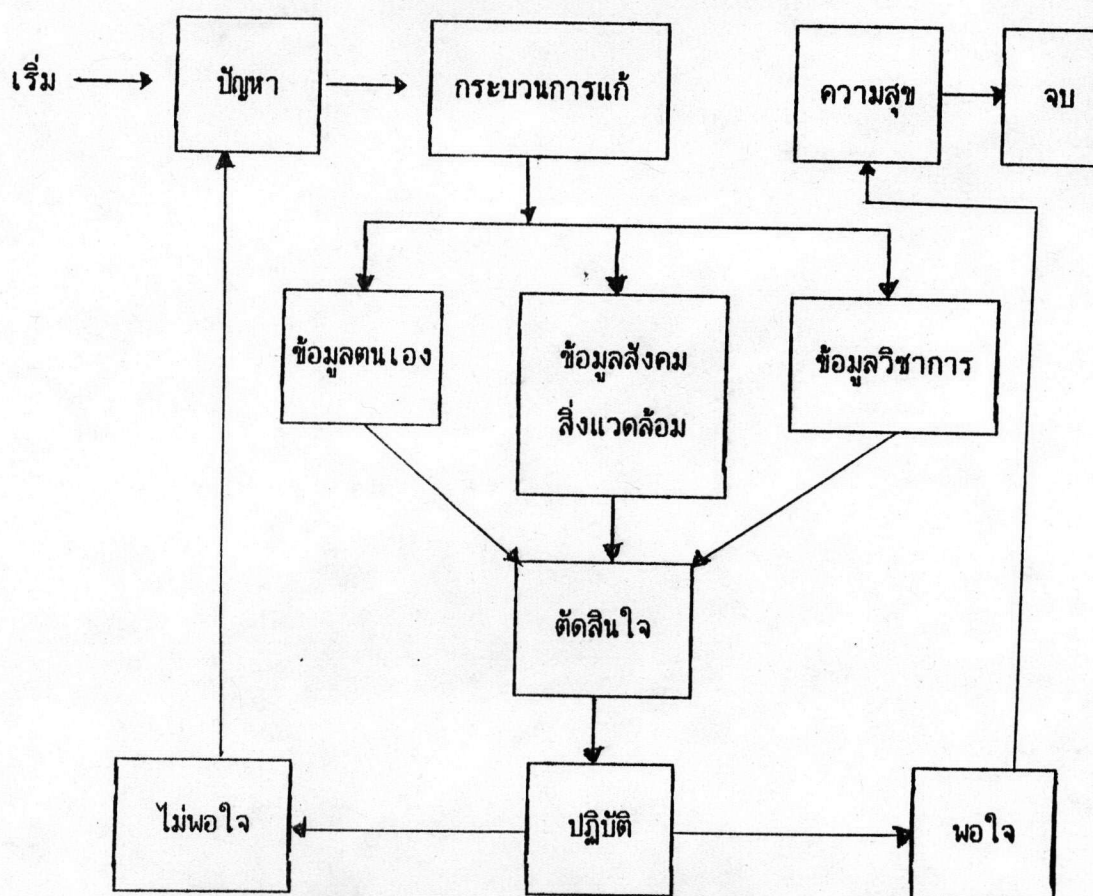 เริ่ม
ปัญหา
กระบวนการแก้
ความสุข
จบ
ข้อมูลตนเอง
ข้อมูลสังคม
สิ่งแวดล้อม
ข้อมูลวิชาการ
ตัดสินใจ
ไม่พอใจ
ปฏิบัติ
พอใจ